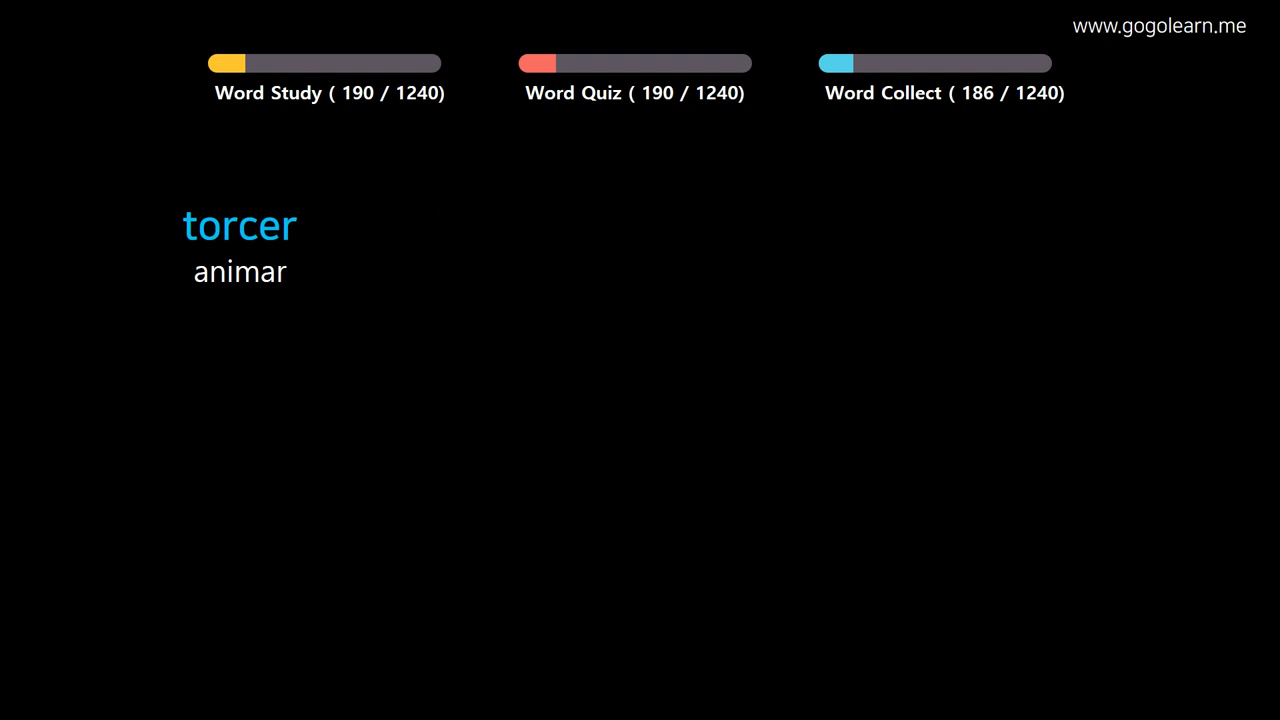 www.gogolearn.me
Word Study ( 190 / 1240)
Word Quiz ( 190 / 1240)
Word Collect ( 186 / 1240)
torcer
animar